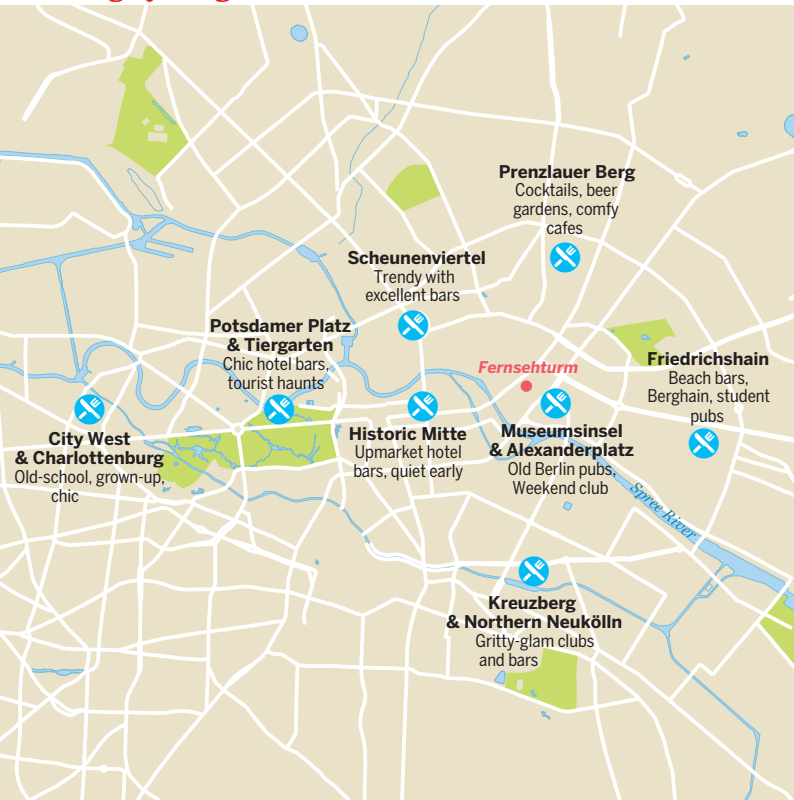 Prenzlauer Berg
Cocktails, beer
gardens, comfy
cafes
Scheunenviertel
Trendy with
excellent bars
Potsdamer Platz
& Tiergarten
Chic hotel bars,
tourist haunts
Fernsehturm
Friedrichshain
Beach bars,
Berghain, student
pubs
City West
& Charlottenburg
Old-school, grown-up,
chic
Historic Mitte
Upmarket hotel
bars, quiet early
Museumsinsel
& Alexanderplatz
Old Berlin pubs,
Weekend club
Spree River
Kreuzberg
& Northern Neukölln
Gritty-glam clubs
and bars